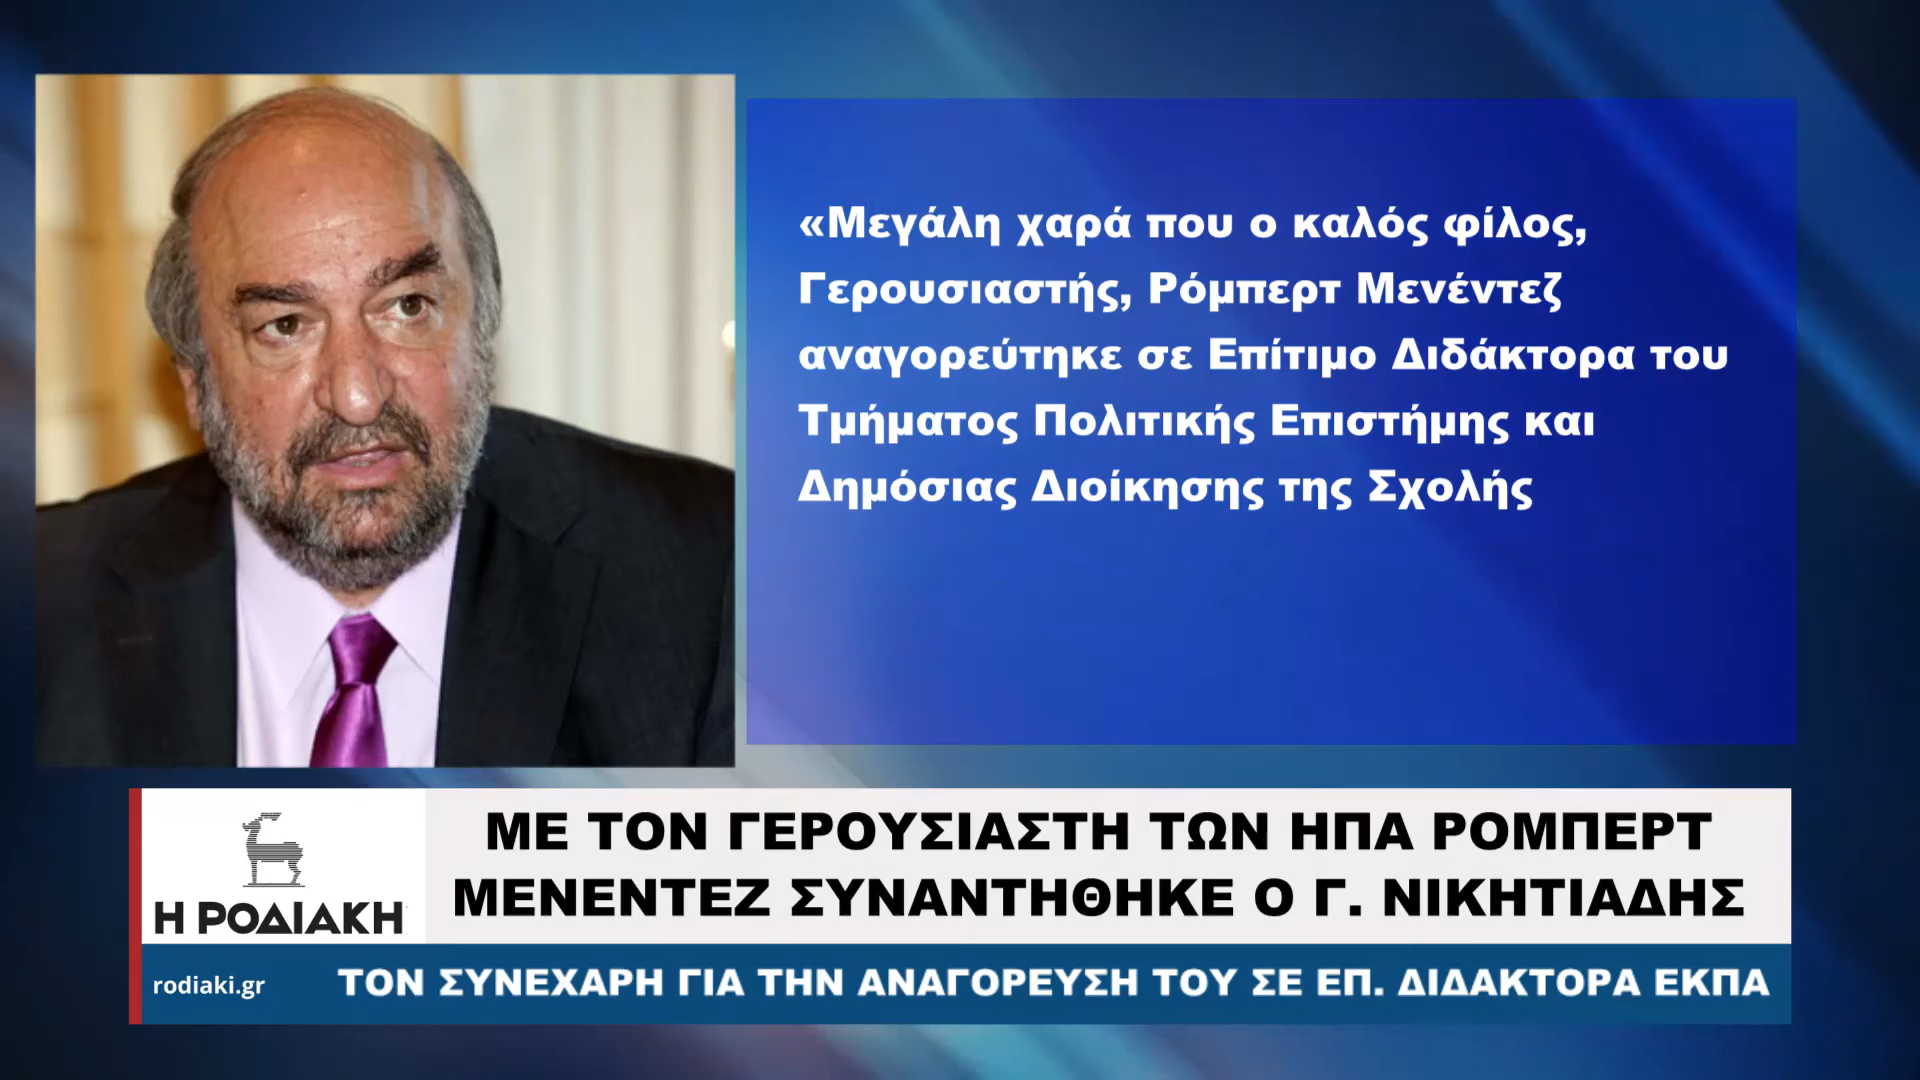 «Μεγάλη χαρά που ο καλός φίλος,
Γερουσιαστής, Ρόμπερτ Μενέντεζ
αναγορεύτηκε σε Επίτιμο Διδάκτορα του
Τμήματος Πολιτικής Επιστήμης και
Δημόσιας Διοίκησης της Σχολής
ΜΕ ΤΟΝ ΓΕΡΟΥΣΙΑΣΤΗ ΤΩΝ ΗΠΑ ΡΟΜΠΕΡΤ
ΜΕΝΕΝΤΕΖ ΣΥΝΑΝΤΗΘΗΚΕ Ο Γ. ΝΙΚΗΤΙΑΔΗΣ
Η ΡΟΔΙΑΚΗ
rodiaki.gr
ΤΟΝ ΣΥΝΕΧΑΡΗ ΓΙΑ ΤΗΝ ΑΝΑΓΟΡΕΥΣΗ ΤΟΥ ΣΕ ΕΠ. ΔΙΔΑΚΤΟΡΑ ΕΚΠΑ